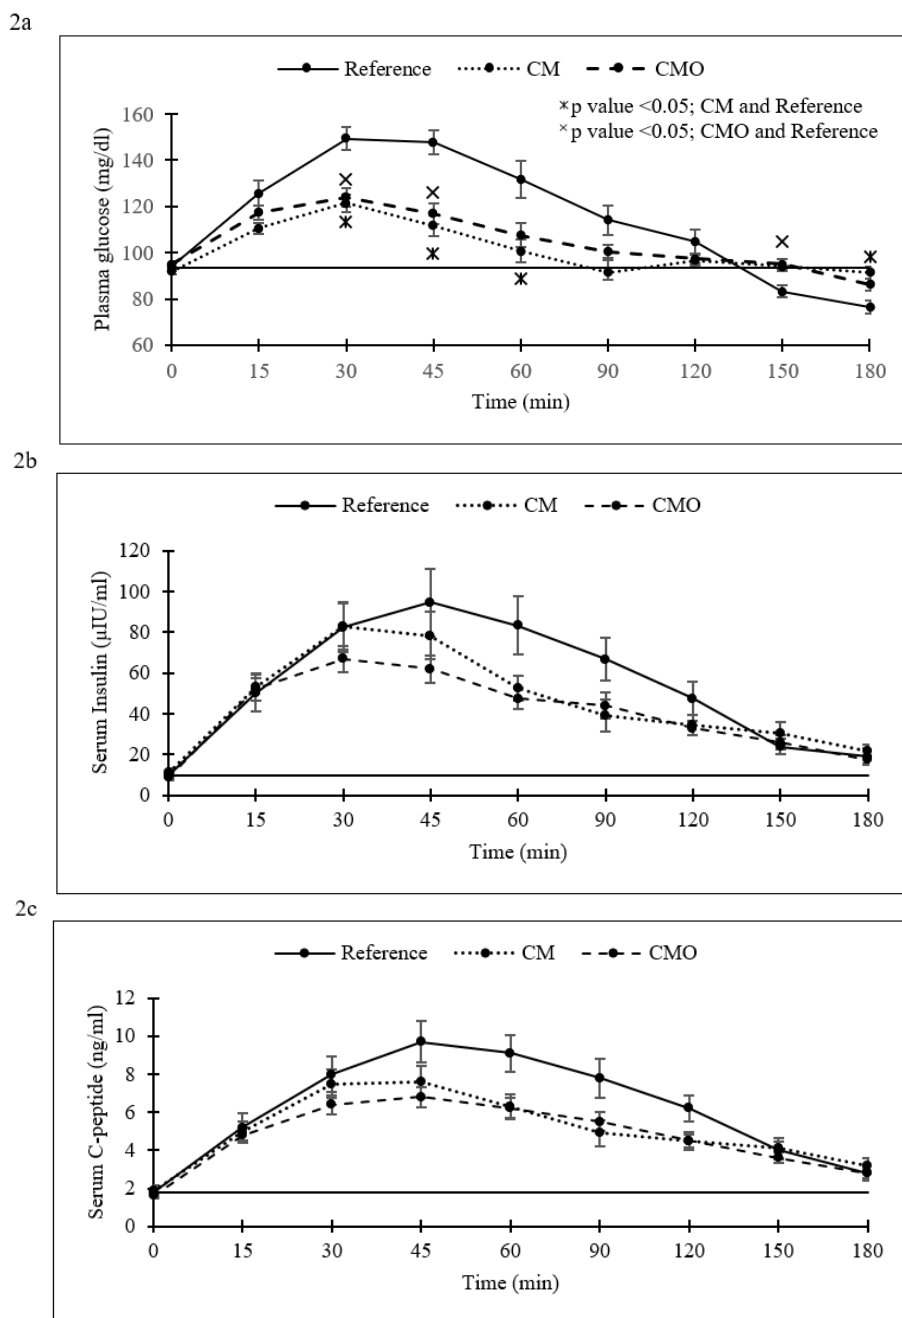 2a
Reference CM CMO
p value <0.05; CM and Reference
p value <0.05; CMO and Reference
Plasma glucose (mg/dl)
160
140
120
100
80
60
0 15 30 45 60 90 120 150 180
Time (min)
2b
Reference CM CMO
Serum Insulin (µIU/ml)
120
100
80
60
40
20
0
0 15 30 45 60 90 120 150 180
Time (min)
2c
Reference CM CMO
Serum C-peptide (ng/ml)
12
10
8
6
4
2
0
0 15 30 45 60 90 120 150 180
Time (min)